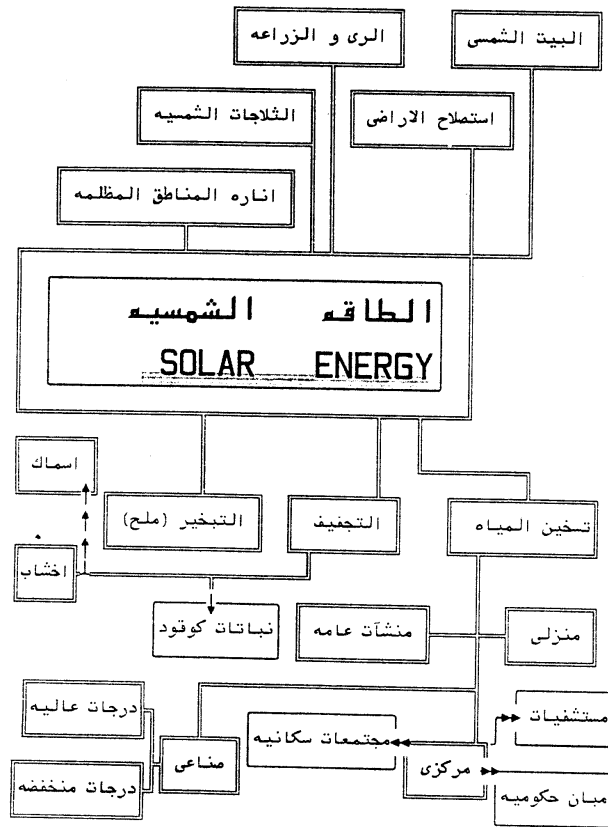 البيت الشمسى
الرى و الزراعه
استصلاح الاراضى
الثلاجات الشمسيه
اناره المناطق المظلمه
الطاقه الشمسيه
SOLAR ENERGY
تسخين المياه
التجفيف
التبخير (ملح)
اسماك
اخشاب
نباتات كوقود
منزلى
منشآت عامه
مستشفيات
مجتمعات سكانيه
مركزى
مبان حكوميه
صناعى
درجات عاليه
درجات منخفضه